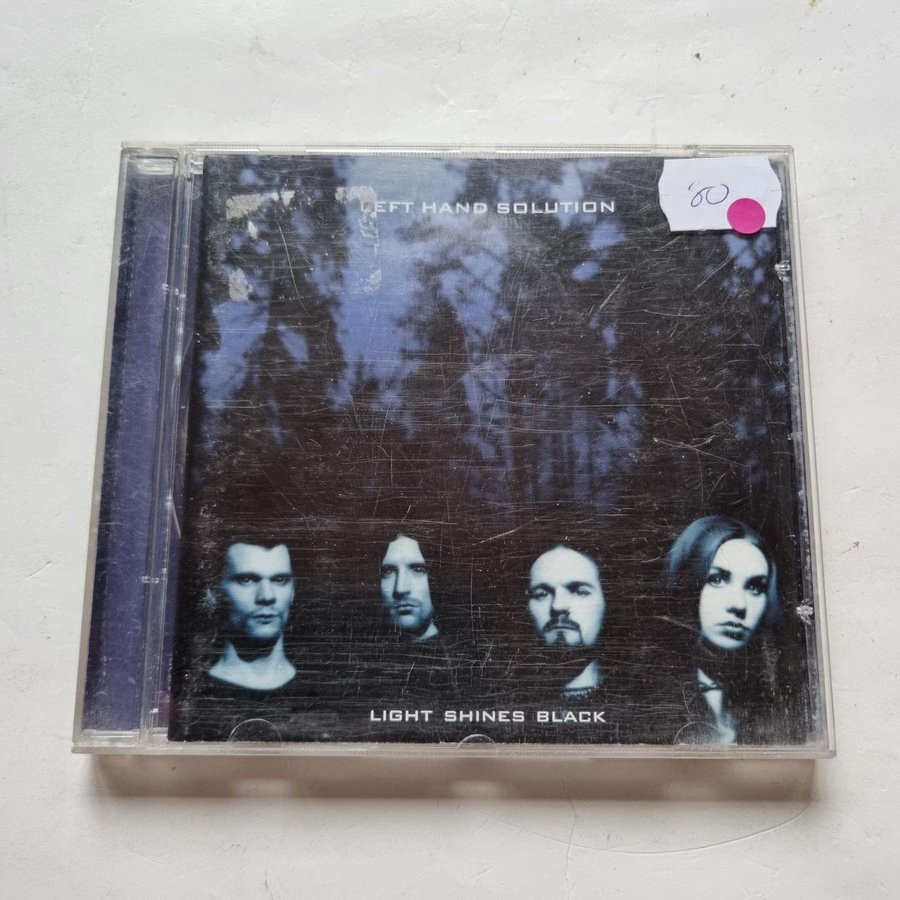 LEFT HAND SOLUTION
60
LIGHT SHINES BLACK